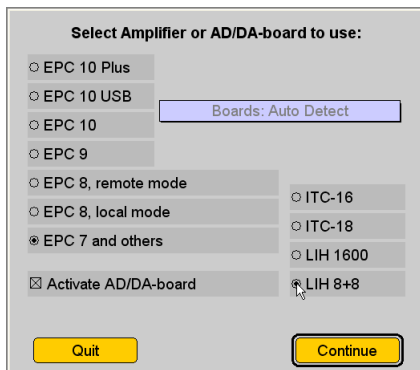 Select Amplifier or AD/DA-board to use:
EPC 10 Plus
EPC 10 USB
Boards: Auto Detect
EPC 10
EPC 9
EPC 8, remote mode
ITC-16
EPC 8, local mode
ITC-18
EPC 7 and others
LIH 1600
Activate AD/DA-board
LIH 8+8
Quit
Continue